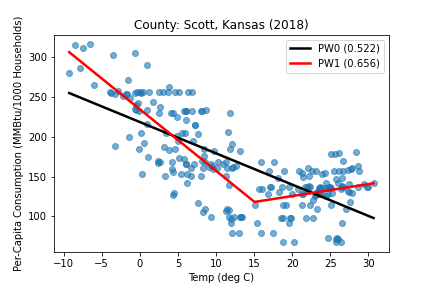 County: Scott, Kansas (2018)
Per-Capita Consumption (MMBtu/1000 Households)
300
250
200
150
100
PW0 (0.522)
PW1 (0.656)
−10 −5 0 5 10 15 20 25 30
Temp (deg C)